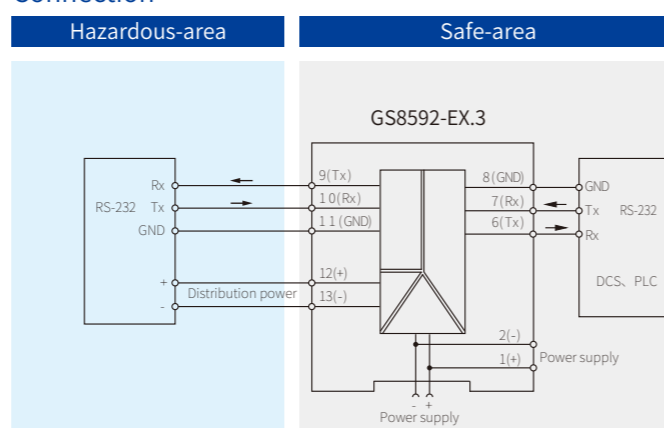 Connection
Hazardous-area
Safe-area
GS8592-EX.3
RS-232
Rx
Tx
GND
+
Distribution power
-
9(Tx)
10(Rx)
11(GND)
12(+)
13(-)
8(GND)
7(Rx)
6(Tx)
2(-)
1(+)
Power supply
- +
Power supply
GND
Tx
RS-232
Rx
DCS、PLC